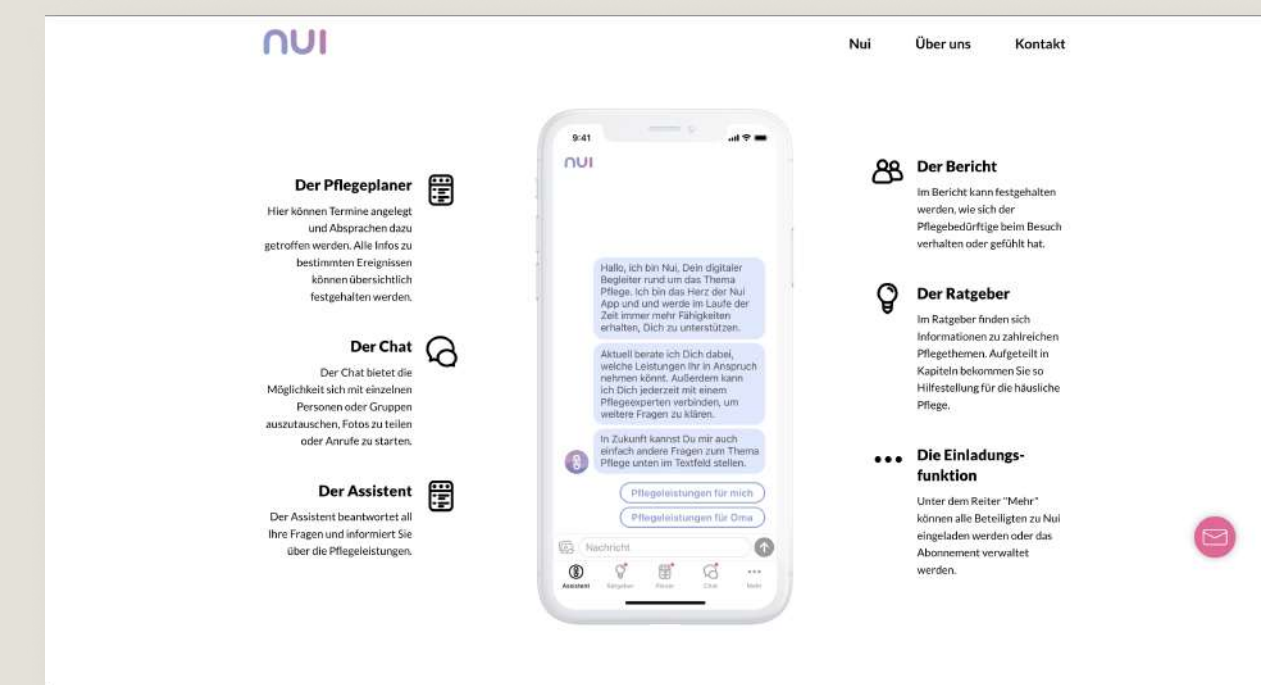 nui
Nui Über uns Kontakt
Der Pflegeplaner
Hier können Termine angelegt
und Absprachen dazu
getroffen werden. Alle Infos zu
bestimmten Ereignissen
können übersichtlich
festgehalten werden.
Der Chat
Der Chat bietet die
Möglichkeit sich mit einzelnen
Personen oder Gruppen
auszutauschen, Fotos zu teilen
oder Anrufe zu starten.
Der Assistent
Der Assistent beantwortet all
Ihre Fragen und informiert Sie
über die Pflegeleistungen.
9:41
nui
Hallo, ich bin Nui, Dein digitaler
Begleiter rund um das Thema
Pflege. Ich bin das Herz der Nui
App und und werde im Laufe der
Zeit immer mehr Fähigkeiten
erhalten, Dich zu unterstützen.
Aktuell berate ich Dich dabei,
welche Leistungen Ihr in Anspruch
nehmen könnt. Außerdem kann
ich Dich jederzeit mit einem
Pflegeexperten verbinden, um
weitere Fragen zu klären.
In Zukunft kannst Du mir auch
einfach andere Fragen zum Thema
Pflege unten im Textfeld stellen.
Pflegeleistungen für mich
Pflegeleistungen für Oma
Nachricht
Assistent Ratgeber Planer Chat Mehr
Der Bericht
Im Bericht kann festgehalten
werden, wie sich der
Pflegebedürftige beim Besuch
verhalten oder gefühlt hat.
Der Ratgeber
Im Ratgeber finden sich
Informationen zu zahlreichen
Pflegethemen. Aufgeteilt in
Kapiteln bekommen Sie so
Hilfestellung für die häusliche
Pflege.
Die Einladungs-
funktion
Unter dem Reiter "Mehr"
können alle Beteiligten zu Nui
eingeladen werden oder das
Abonnement verwaltet
werden.